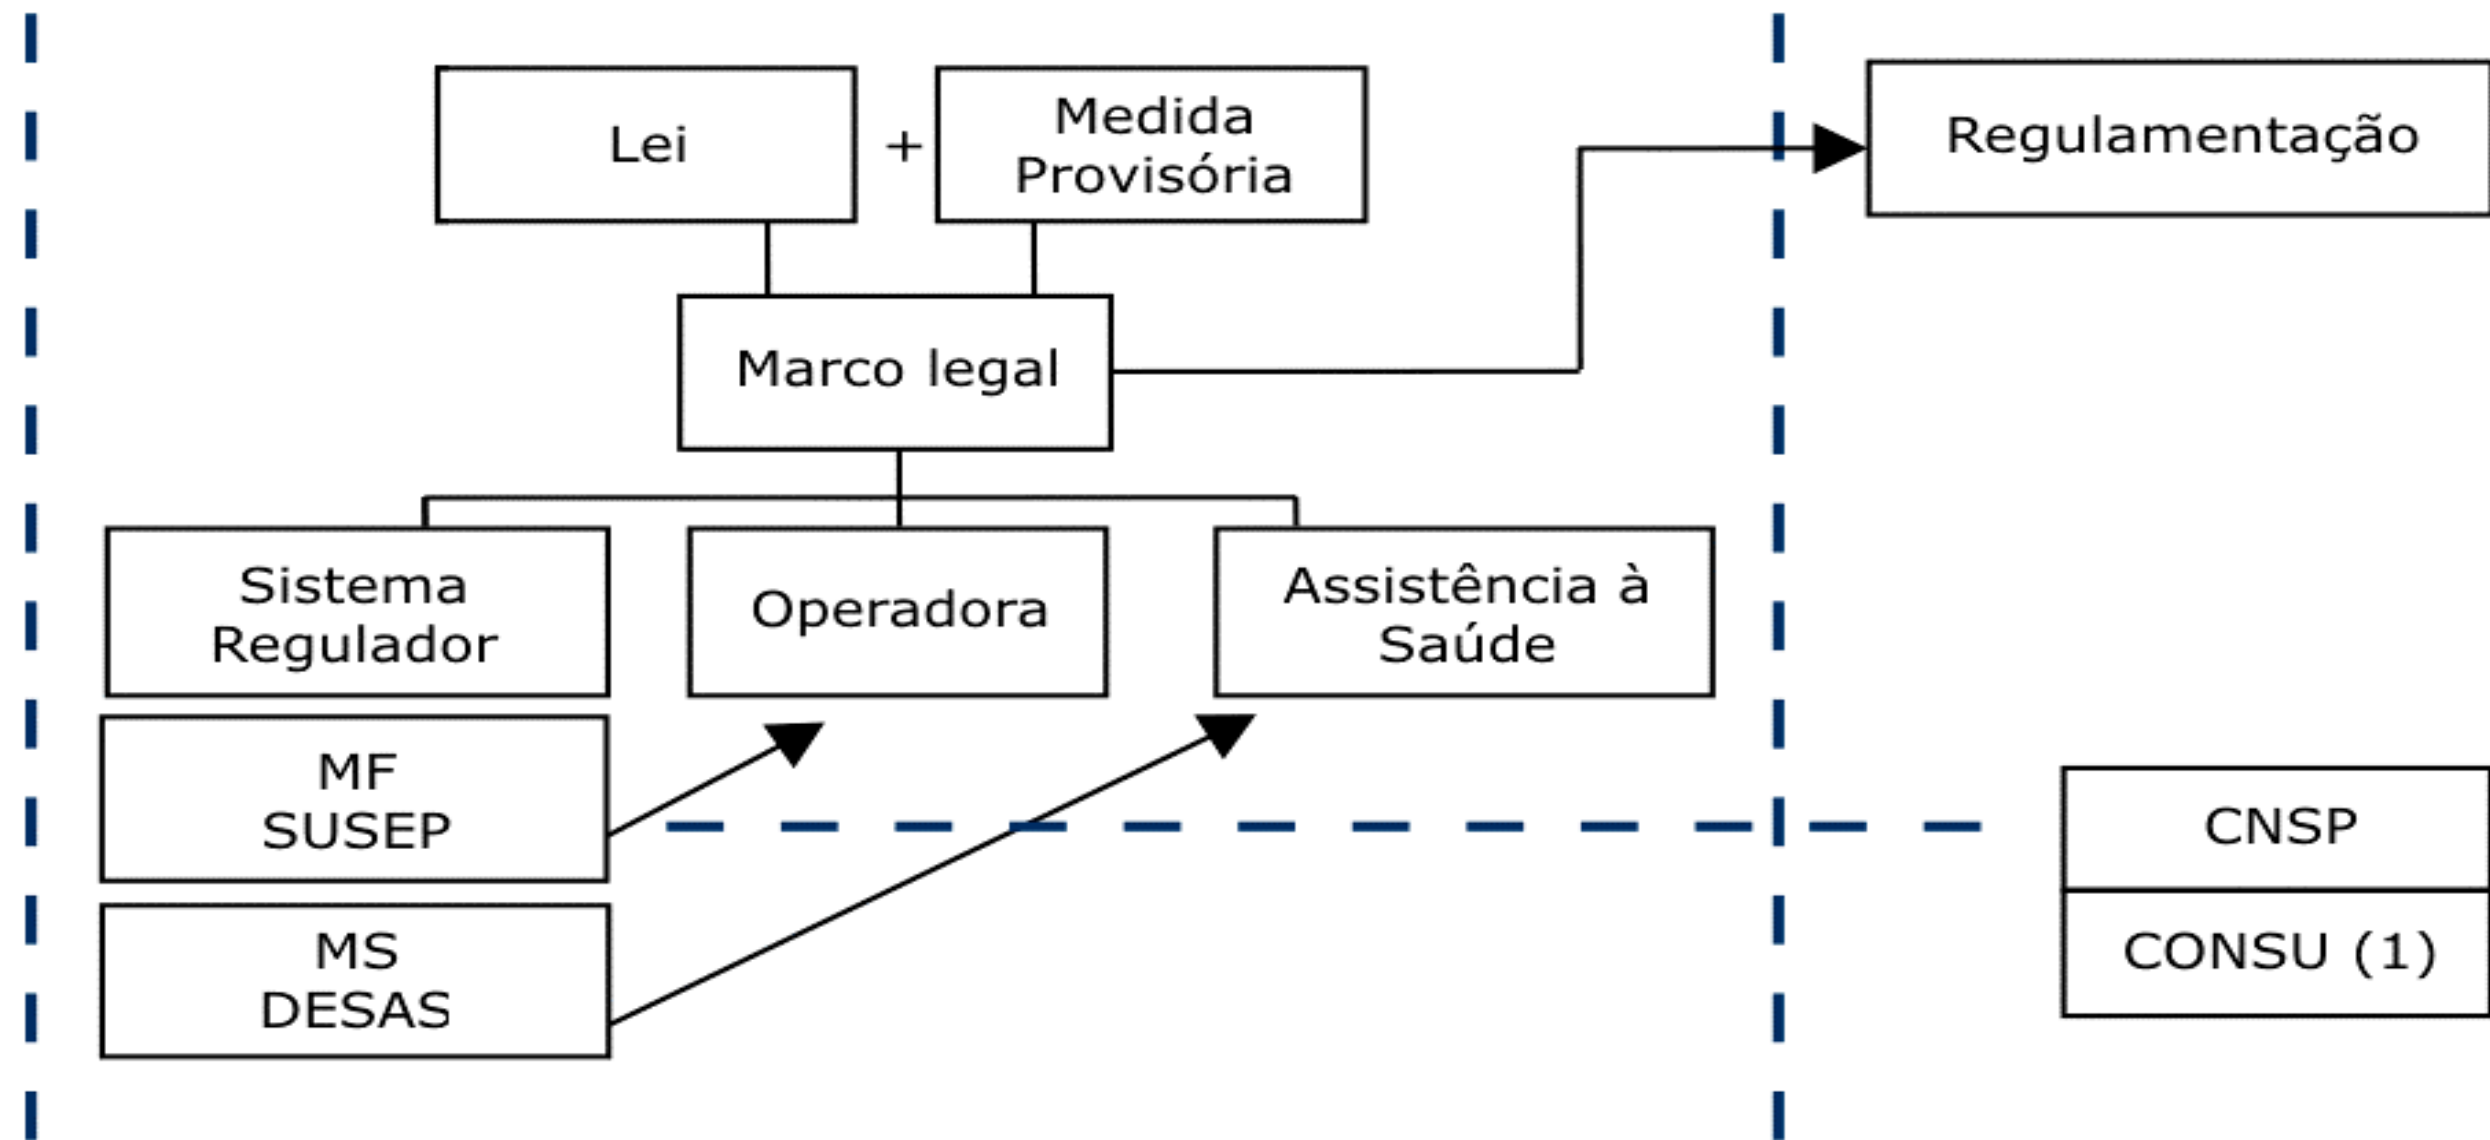 Lei
+
Medida
Provisória
Regulamentação
Marco legal
Sistema
Regulador
Operadora
Assistência à
Saúde
MF
SUSEP
CNSP
MS
DESAS
CONSU (1)